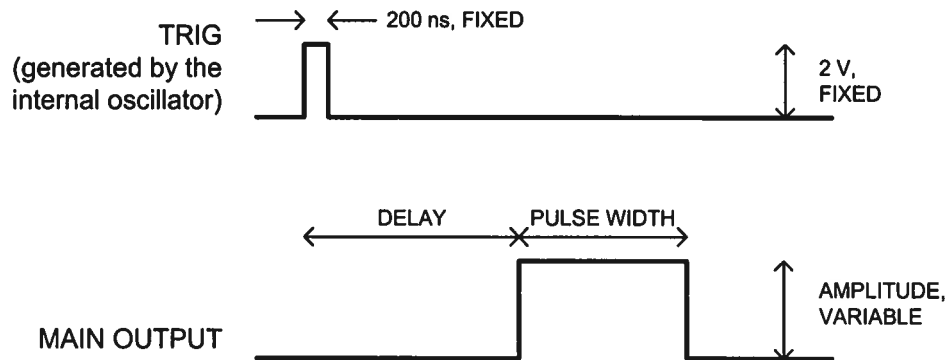 TRIG
(generated by the
internal oscillator)
200 ns, FIXED
2 V,
FIXED
DELAY
PULSE WIDTH
MAIN OUTPUT
AMPLITUDE,
VARIABLE